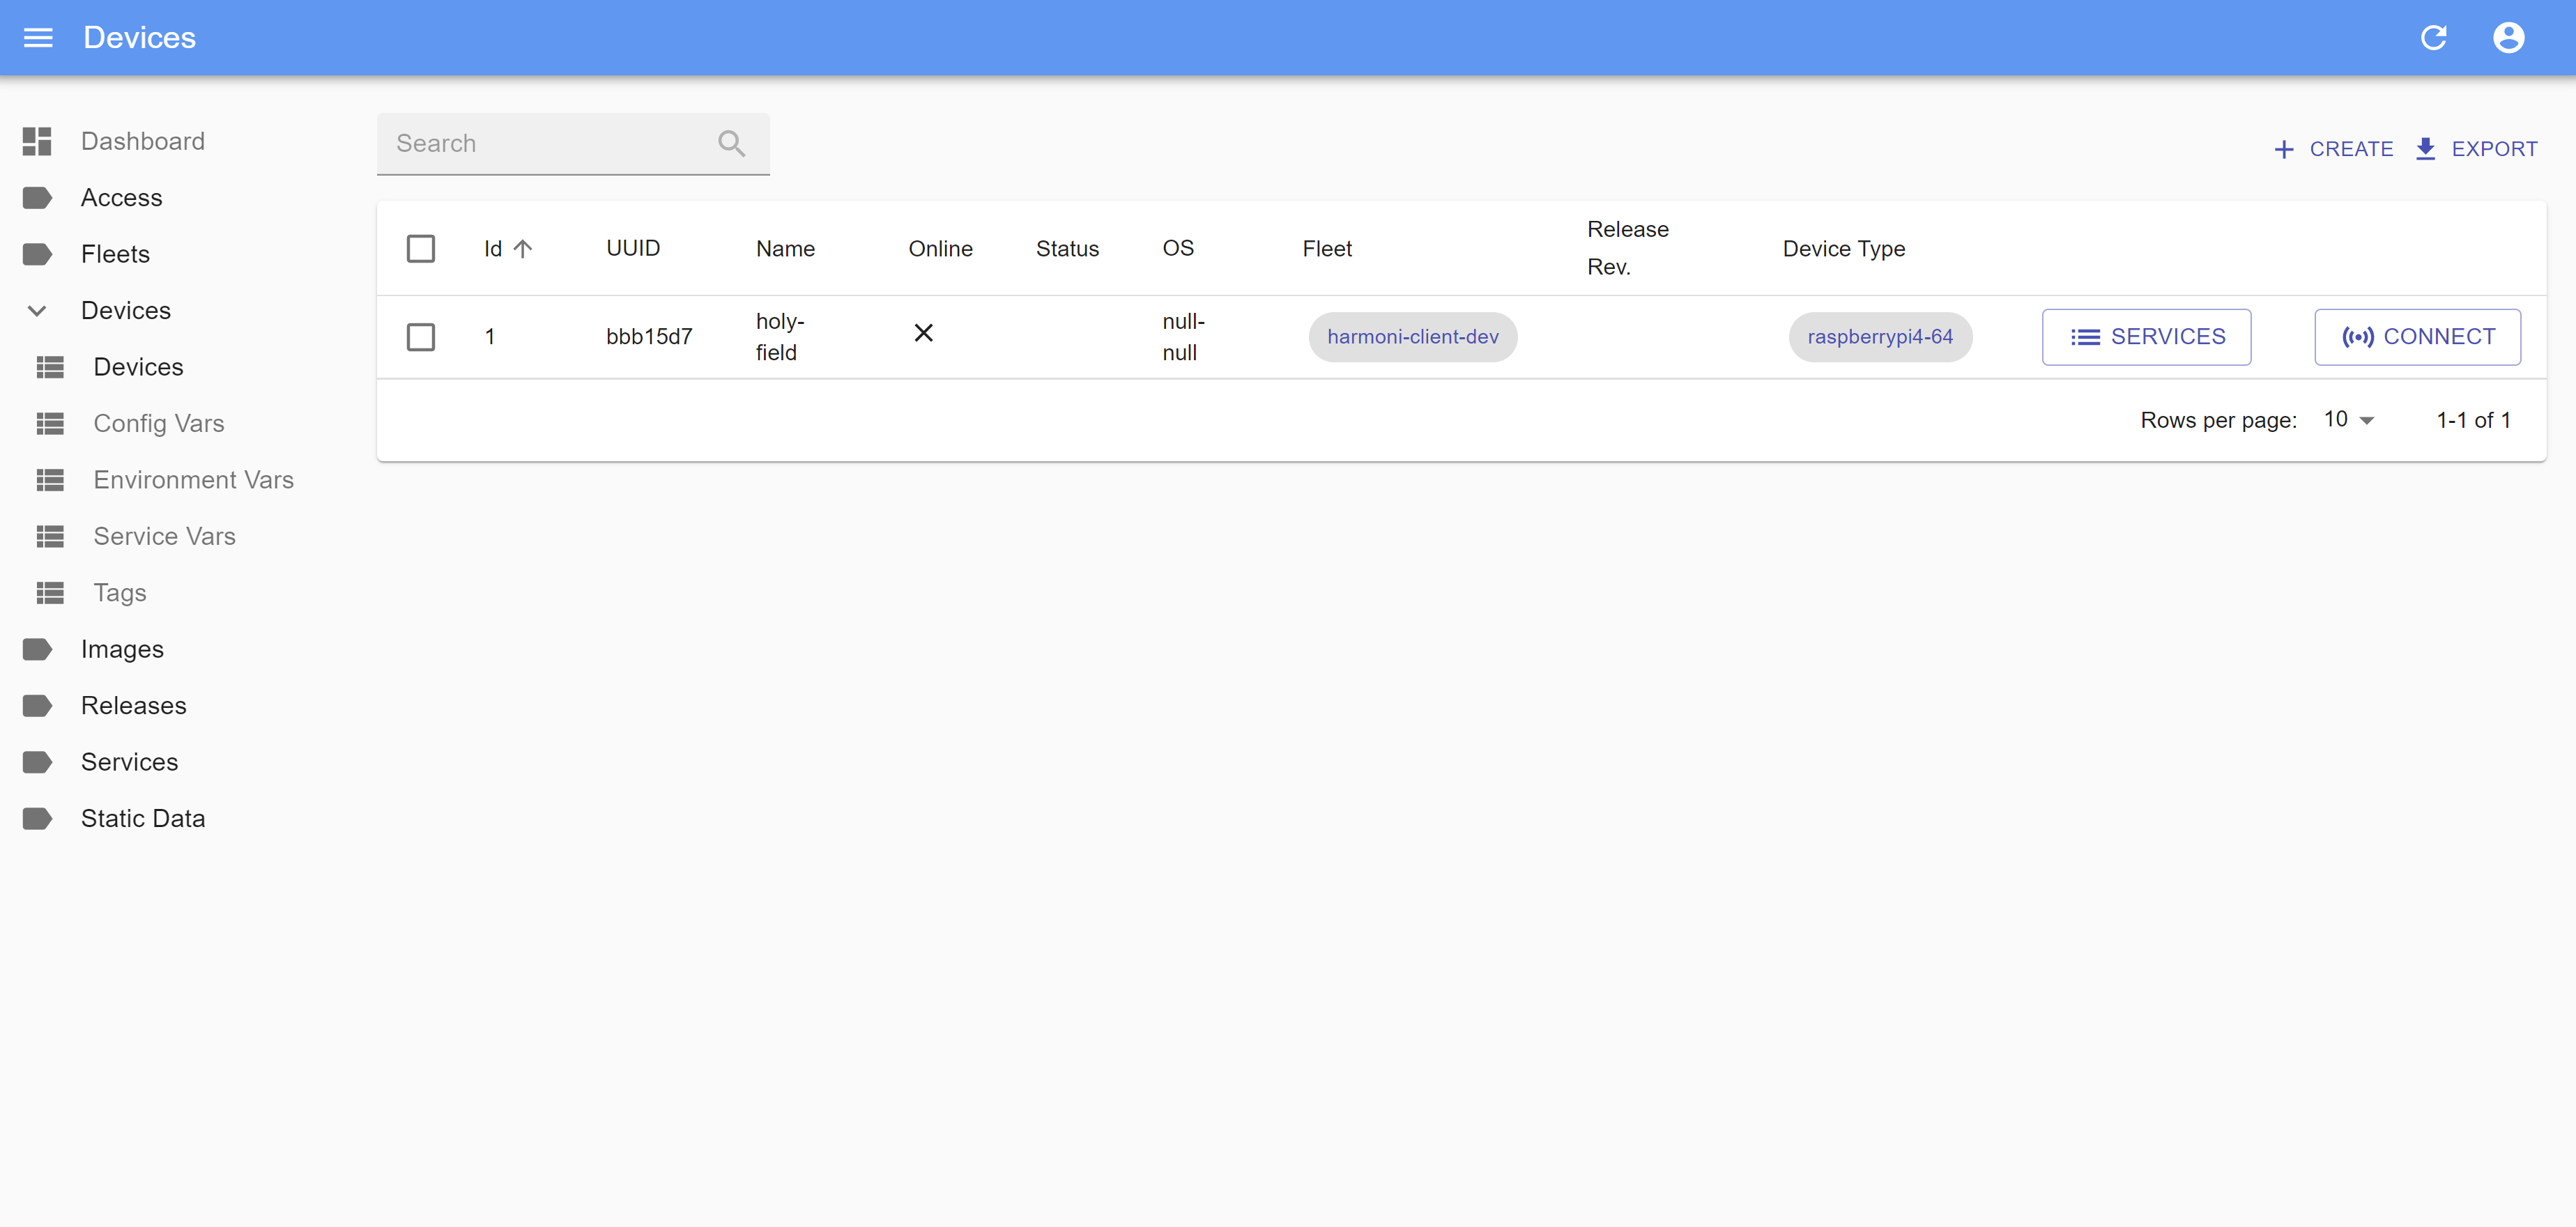 Devices
Dashboard
Access
Fleets
Devices
Devices
Config Vars
Environment Vars
Service Vars
Tags
Images
Releases
Services
Static Data
Search
CREATE EXPORT
Id UUID Name Online Status OS Fleet Release Rev. Device Type
1 bbb15d7 holy-field null-null harmoni-client-dev raspberrypi4-64 SERVICES CONNECT
Rows per page: 10 1-1 of 1